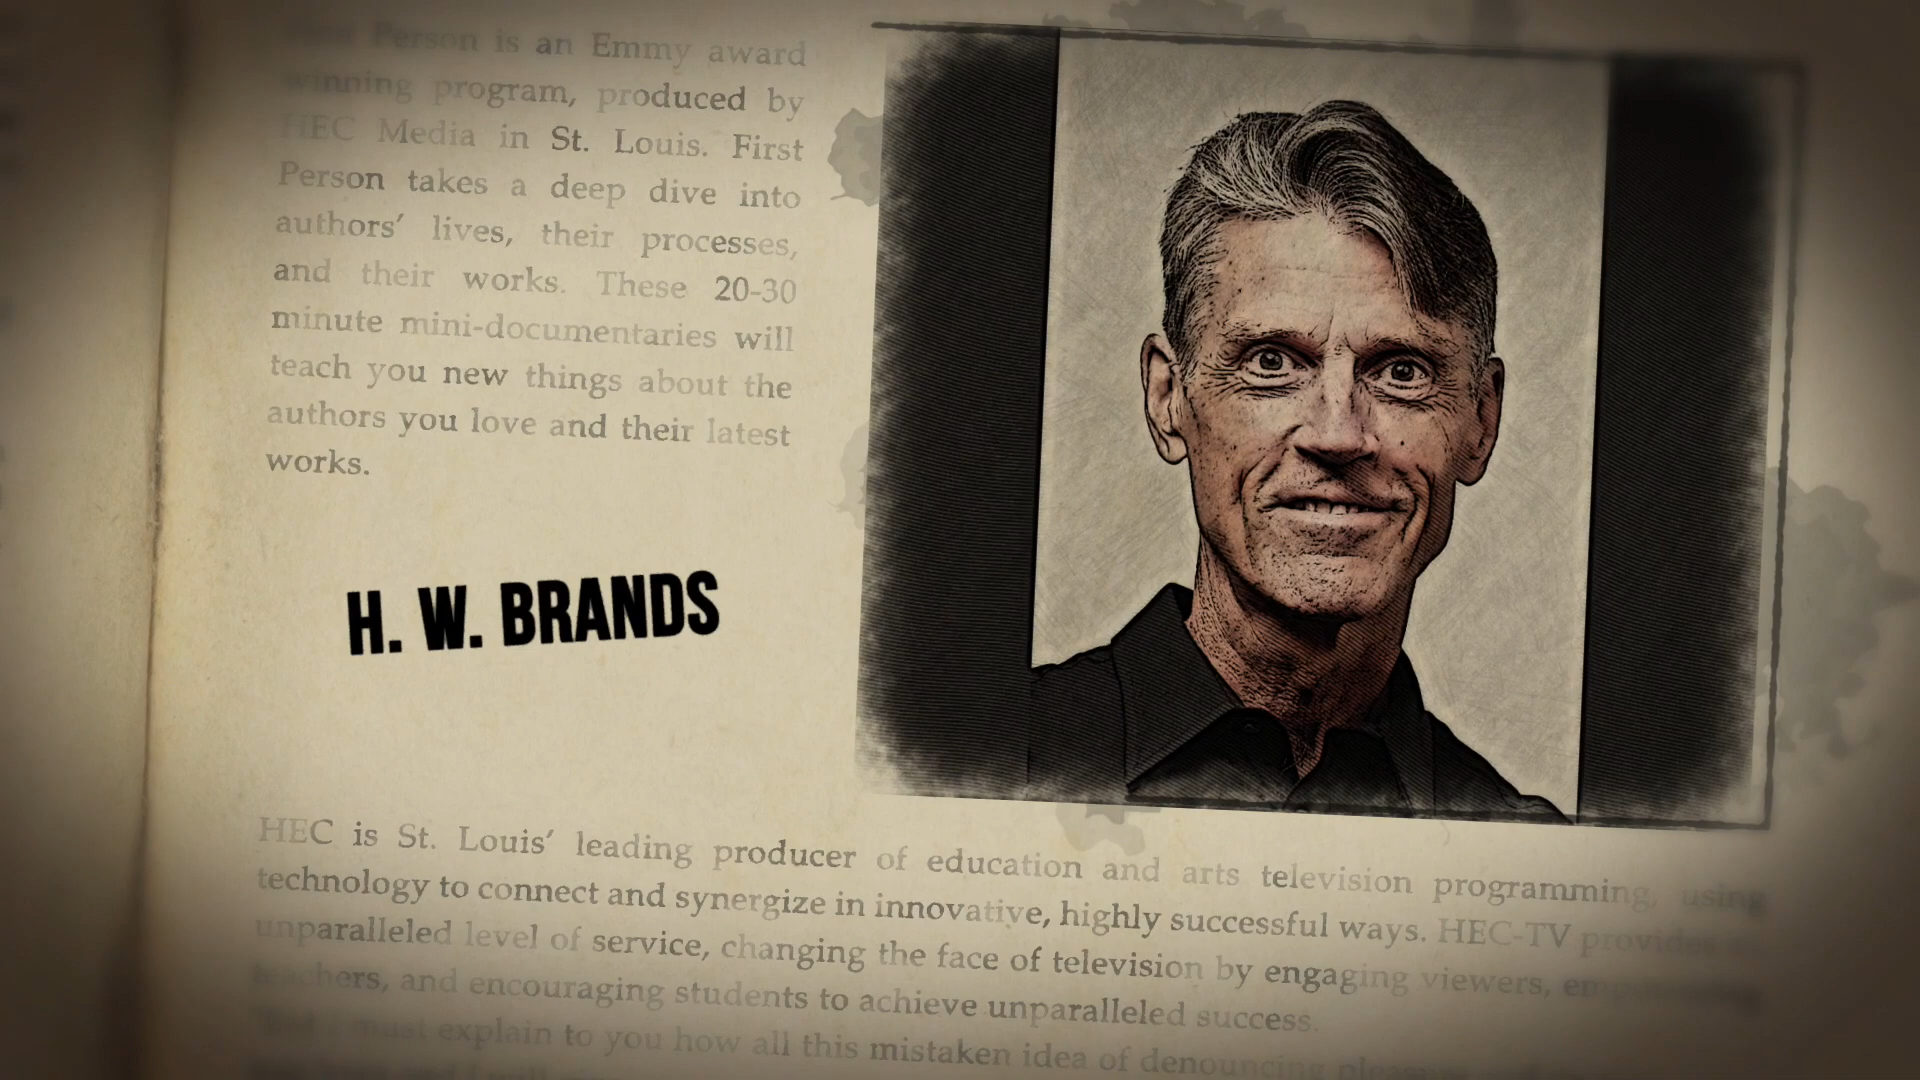 Person is an Emmy award
winning program, produced by
HEC Media in St. Louis. First
Person takes a deep dive into
authors' lives, their processes,
and their works. These 20-30
minute mini-documentaries will
teach you new things about the
authors you love and their latest
works.
H. W. BRANDS
HEC is St. Louis' leading producer of education and arts television programming, using
technology to connect and synergize in innovative, highly successful ways. HEC-TV provides
unparalleled level of service, changing the face of television by engaging viewers,
teachers, and encouraging students to achieve unparalleled success.
must explain to you how all this mistaken idea of denouncing